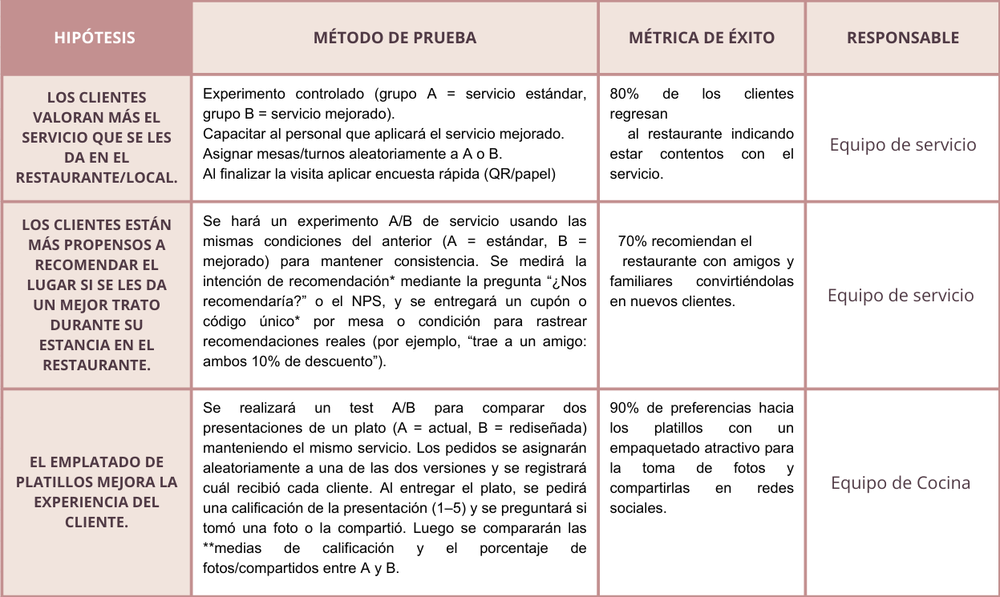 HIPÓTESIS
MÉTODO DE PRUEBA
MÉTRICA DE ÉXITO
RESPONSABLE
LOS CLIENTES
VALORAN MÁS EL
SERVICIO QUE SE LES
DA EN EL
RESTAURANTE/LOCAL.
Experimento controlado (grupo A = servicio estándar,
grupo B = servicio mejorado).
Capacitar al personal que aplicará el servicio mejorado.
Asignar mesas/turnos aleatoriamente a A o B.
Al finalizar la visita aplicar encuesta rápida (QR/papel)
80% de los clientes
regresan
al restaurante indicando
estar contentos con el
servicio.
Equipo de servicio
LOS CLIENTES ESTÁN
MÁS PROPENSOS A
RECOMENDAR EL
LUGAR SI SE LES DA
UN MEJOR TRATO
DURANTE SU
ESTANCIA EN EL
RESTAURANTE.
Se hará un experimento A/B de servicio usando las
mismas condiciones del anterior (A = estándar, B =
mejorado) para mantener consistencia. Se medirá la
intención de recomendación* mediante la pregunta “¿Nos
recomendaría?” o el NPS, y se entregará un cupón o
código único* por mesa o condición para rastrear
recomendaciones reales (por ejemplo, “trae a un amigo:
ambos 10% de descuento”).
70% recomiendan el
restaurante con amigos y
familiares convirtiéndolas
en nuevos clientes.
Equipo de servicio
EL EMPLATADO DE
PLATILLOS MEJORA LA
EXPERIENCIA DEL
CLIENTE.
Se realizará un test A/B para comparar dos
presentaciones de un plato (A = actual, B = rediseñada)
manteniendo el mismo servicio. Los pedidos se asignarán
aleatoriamente a una de las dos versiones y se registrará
cuál recibió cada cliente. Al entregar el plato, se pedirá
una calificación de la presentación (1–5) y se preguntará si
tomó una foto o la compartió. Luego se compararán las
**medias de calificación y el porcentaje de
fotos/compartidos entre A y B.
90% de preferencias hacia
los platillos con un
empaquetado atractivo para
la toma de fotos y
compartirlas en redes
sociales.
Equipo de Cocina